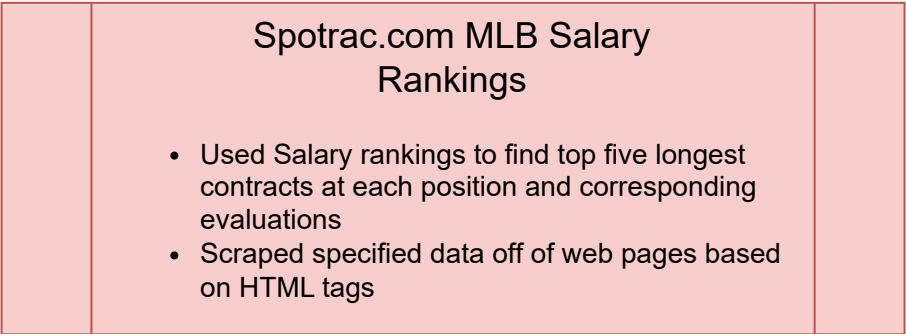 Spotrac.com MLB Salary
Rankings
• Used Salary rankings to find top five longest
contracts at each position and corresponding
evaluations
• Scraped specified data off of web pages based
on HTML tags